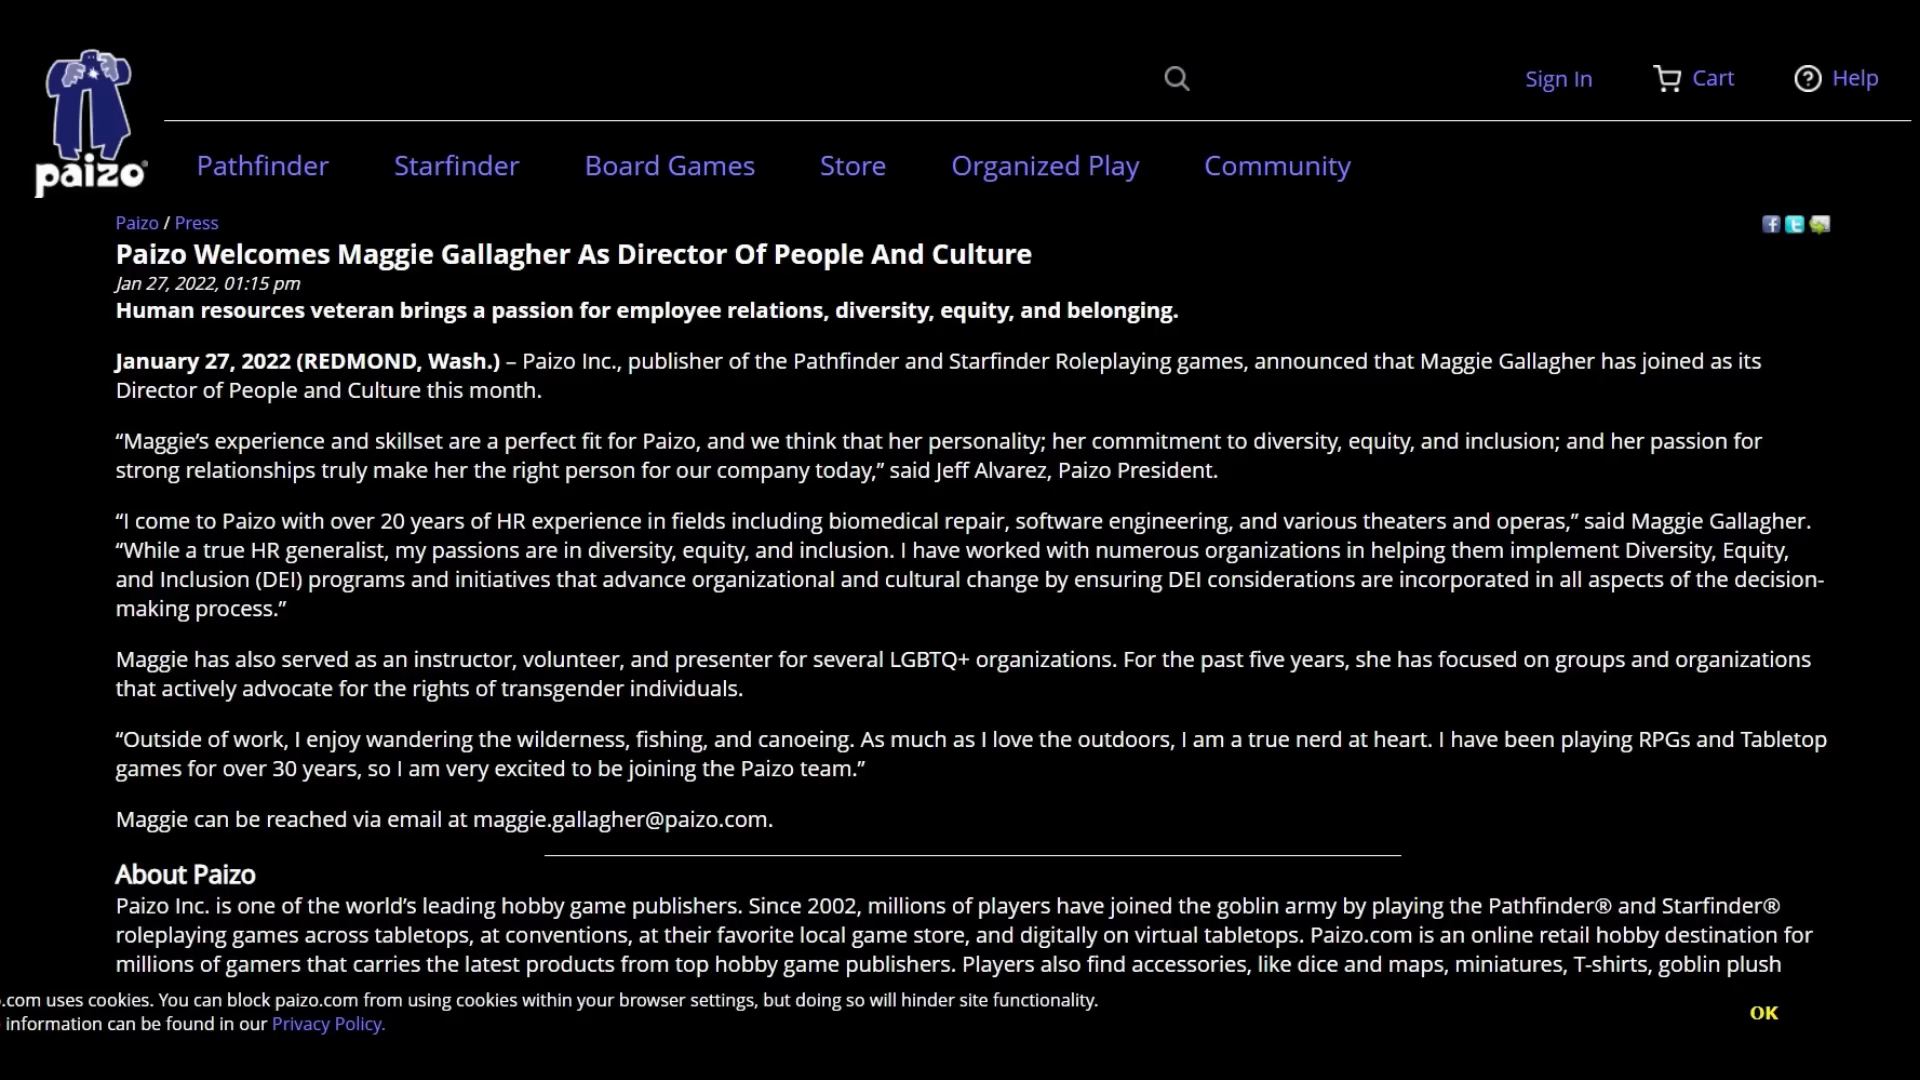 paizo
Sign In
Cart
Help
Pathfinder
Starfinder
Board Games
Store
Organized Play
Community
Paizo / Press
Paizo Welcomes Maggie Gallagher As Director Of People And Culture
Jan 27, 2022, 01:15 pm
Human resources veteran brings a passion for employee relations, diversity, equity, and belonging.
January 27, 2022 (REDMOND, Wash.) – Paizo Inc., publisher of the Pathfinder and Starfinder Roleplaying games, announced that Maggie Gallagher has joined as its
Director of People and Culture this month.
“Maggie’s experience and skillset are a perfect fit for Paizo, and we think that her personality; her commitment to diversity, equity, and inclusion; and her passion for
strong relationships truly make her the right person for our company today,” said Jeff Alvarez, Paizo President.
“I come to Paizo with over 20 years of HR experience in fields including biomedical repair, software engineering, and various theaters and operas,” said Maggie Gallagher.
“While a true HR generalist, my passions are in diversity, equity, and inclusion. I have worked with numerous organizations in helping them implement Diversity, Equity,
and Inclusion (DEI) programs and initiatives that advance organizational and cultural change by ensuring DEI considerations are incorporated in all aspects of the decision-
making process.”
Maggie has also served as an instructor, volunteer, and presenter for several LGBTQ+ organizations. For the past five years, she has focused on groups and organizations
that actively advocate for the rights of transgender individuals.
“Outside of work, I enjoy wandering the wilderness, fishing, and canoeing. As much as I love the outdoors, I am a true nerd at heart. I have been playing RPGs and Tabletop
games for over 30 years, so I am very excited to be joining the Paizo team.”
Maggie can be reached via email at maggie.gallagher@paizo.com.
About Paizo
Paizo Inc. is one of the world’s leading hobby game publishers. Since 2002, millions of players have joined the goblin army by playing the Pathfinder® and Starfinder®
roleplaying games across tabletops, at conventions, at their favorite local game store, and digitally on virtual tabletops. Paizo.com is an online retail hobby destination for
millions of gamers that carries the latest products from top hobby game publishers. Players also find accessories, like dice and maps, miniatures, T-shirts, goblin plush
.com uses cookies. You can block paizo.com from using cookies within your browser settings, but doing so will hinder site functionality.
information can be found in our Privacy Policy.
OK